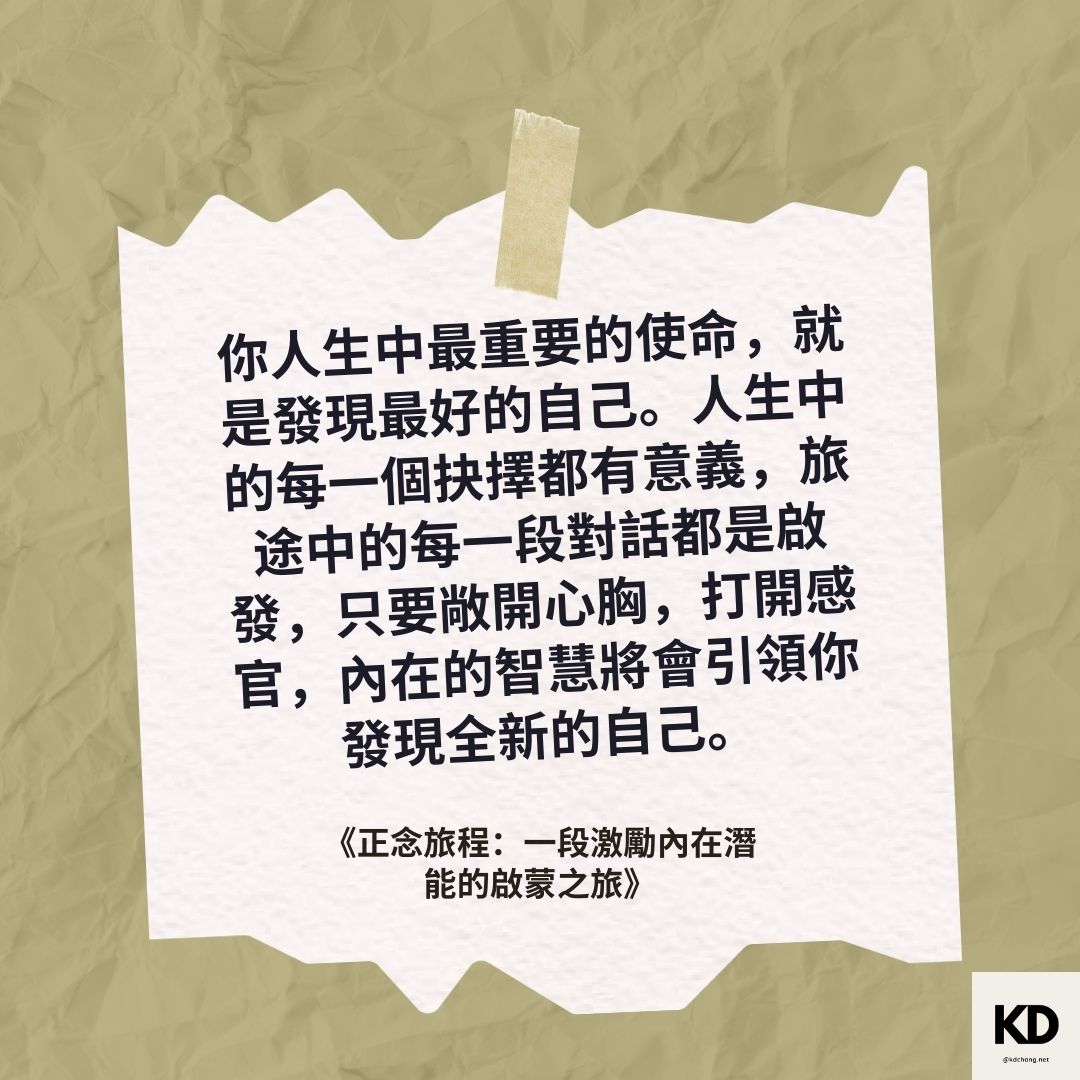 你人生中最重要的使命，就
是發現最好的自己。人生中
的每一個抉擇都有意義，旅
途中的每一段對話都是啟
發，只要敞開心胸，打開感
官，內在的智慧將會引領你
發現全新的自己。
《正念旅程：一段激勵內在潛
能的啟蒙之旅》
KD
@kdchong.net